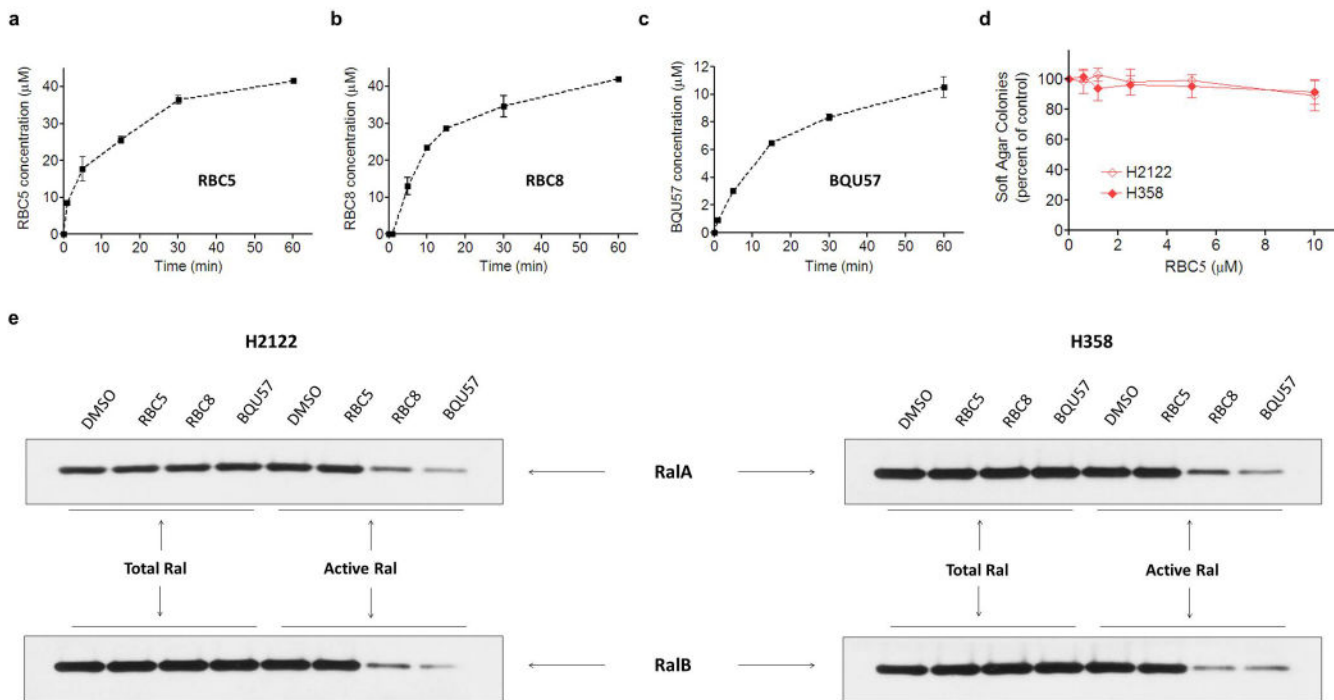 a
RBC5 concentration (µM)
40
30
20
10
0
0 10 20 30 40 50 60
Time (min)
RBC5
b
RBC8 concentration (µM)
40
30
20
10
0
0 10 20 30 40 50 60
Time (min)
RBC8
c
BQU57 concentration (µM)
12
10
8
6
4
2
0
0 10 20 30 40 50 60
Time (min)
BQU57
d
Soft Agar Colonies
(percent of control)
100
80
60
40
20
0
0 2 4 6 8 10
RBC5 (µM)
H2122
H358
e
H2122
DMSO RBC5 RBC8 BQU57 DMSO RBC5 RBC8 BQU57
H358
DMSO RBC5 RBC8 BQU57 DMSO RBC5 RBC8 BQU57
RalA
Total Ral Active Ral
Total Ral Active Ral
RalB